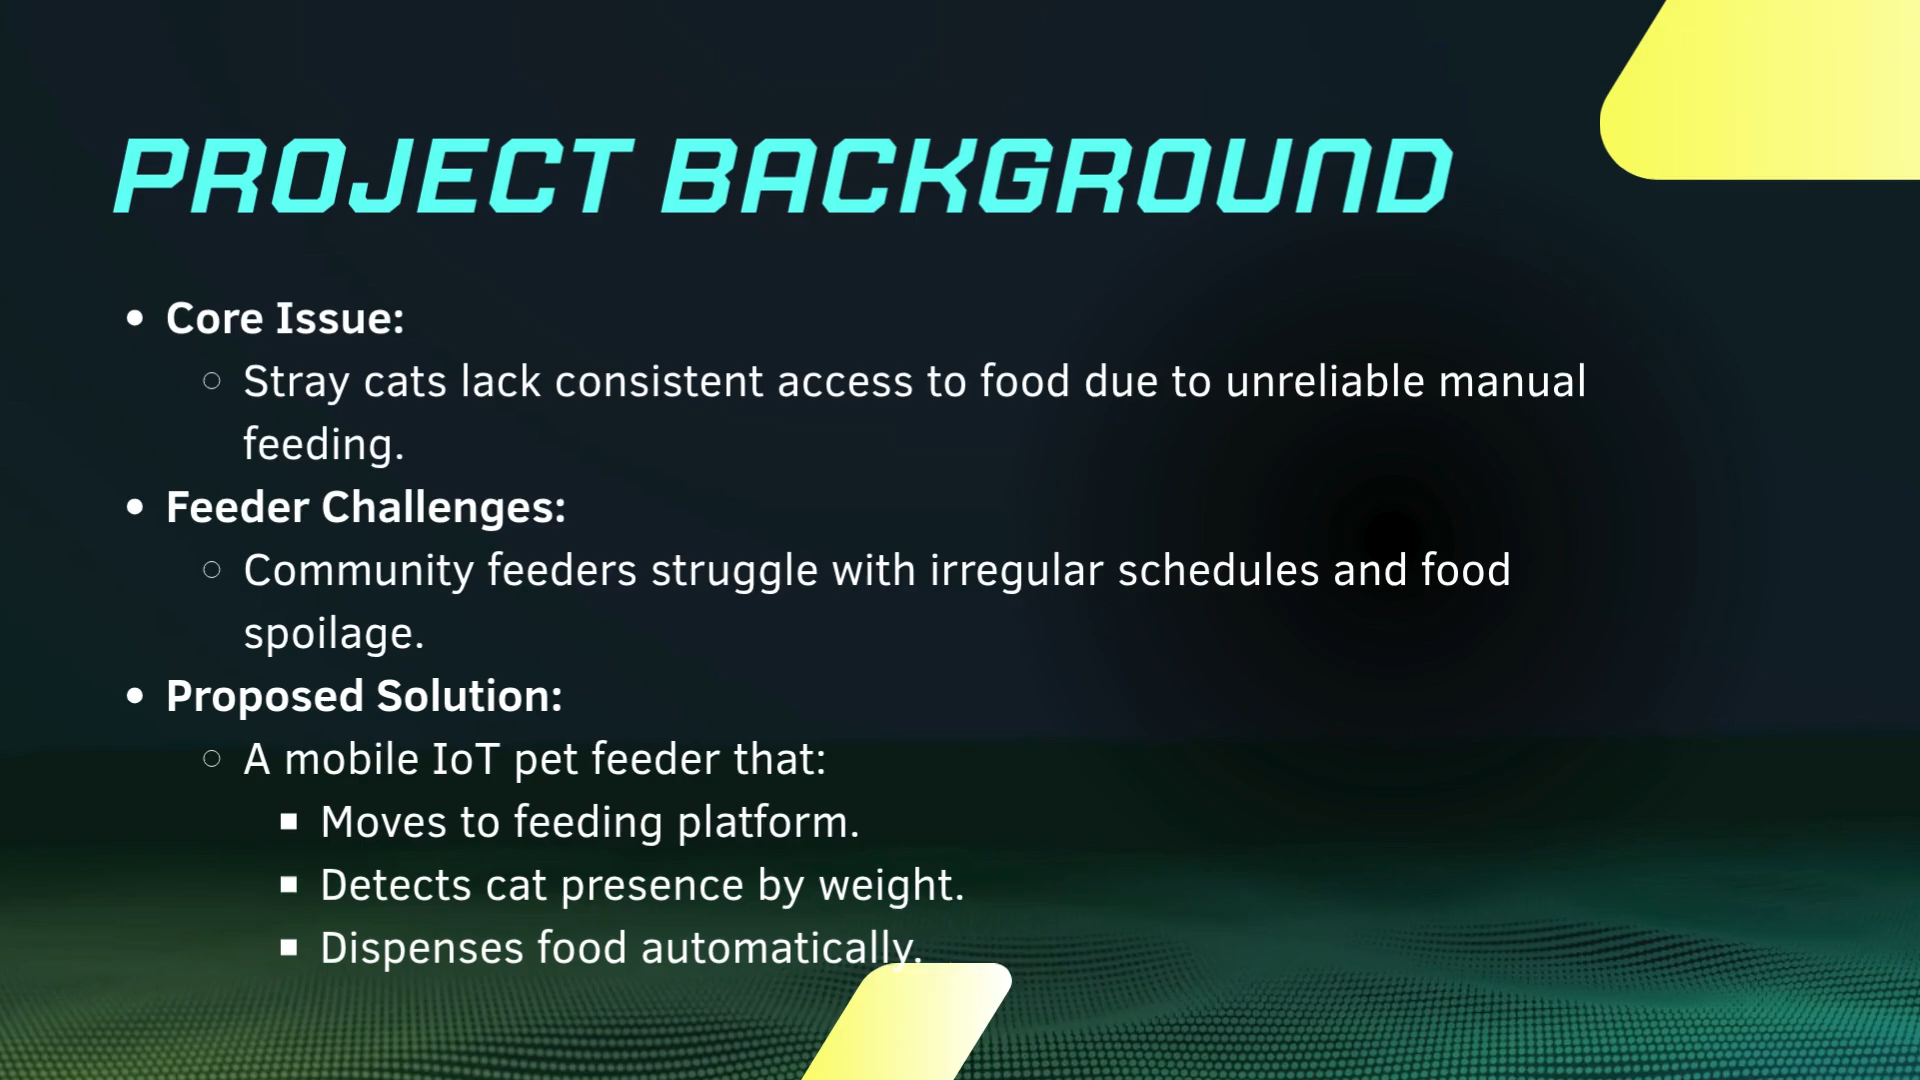 PROJECT BACKGROUND
• Core Issue:
○ Stray cats lack consistent access to food due to unreliable manual
feeding.
• Feeder Challenges:
○ Community feeders struggle with irregular schedules and food
spoilage.
• Proposed Solution:
○ A mobile IoT pet feeder that:
■ Moves to feeding platform.
■ Detects cat presence by weight.
■ Dispenses food automatically.